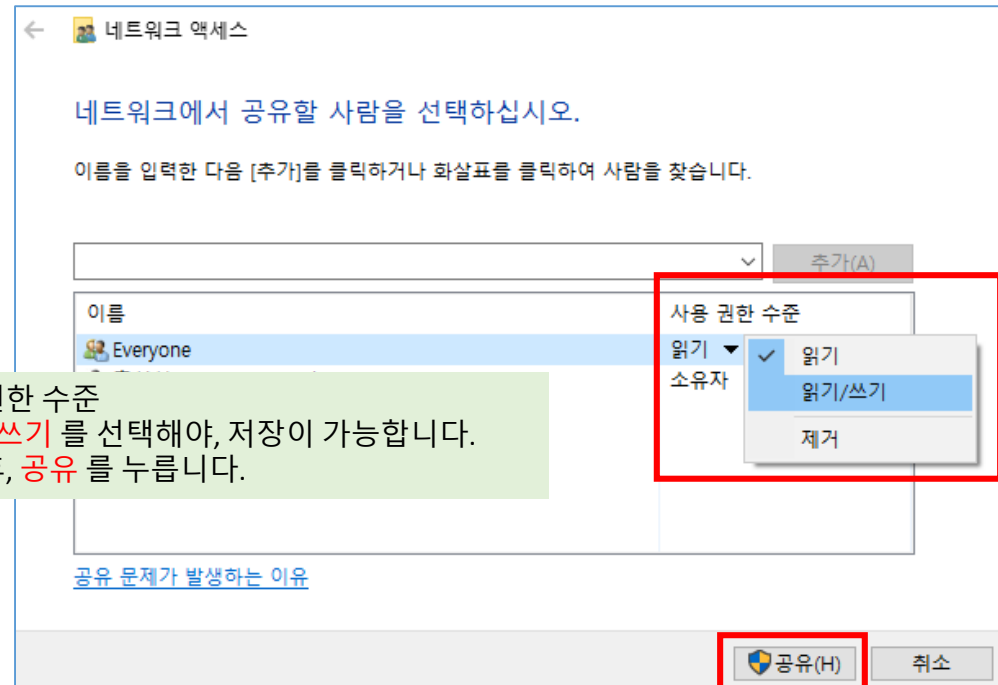 네트워크 액세스
네트워크에서 공유할 사람을 선택하십시오.
이름을 입력한 다음 [추가]를 클릭하거나 화살표를 클릭하여 사람을 찾습니다.
추가(A)
이름 사용 권한 수준
Everyone 읽기
소유자
읽기
읽기/쓰기
제거
수준
쓰기 를 선택해야, 저장이 가능합니다.
, 공유 를 누릅니다.
공유 문제가 발생하는 이유
공유(H) 취소